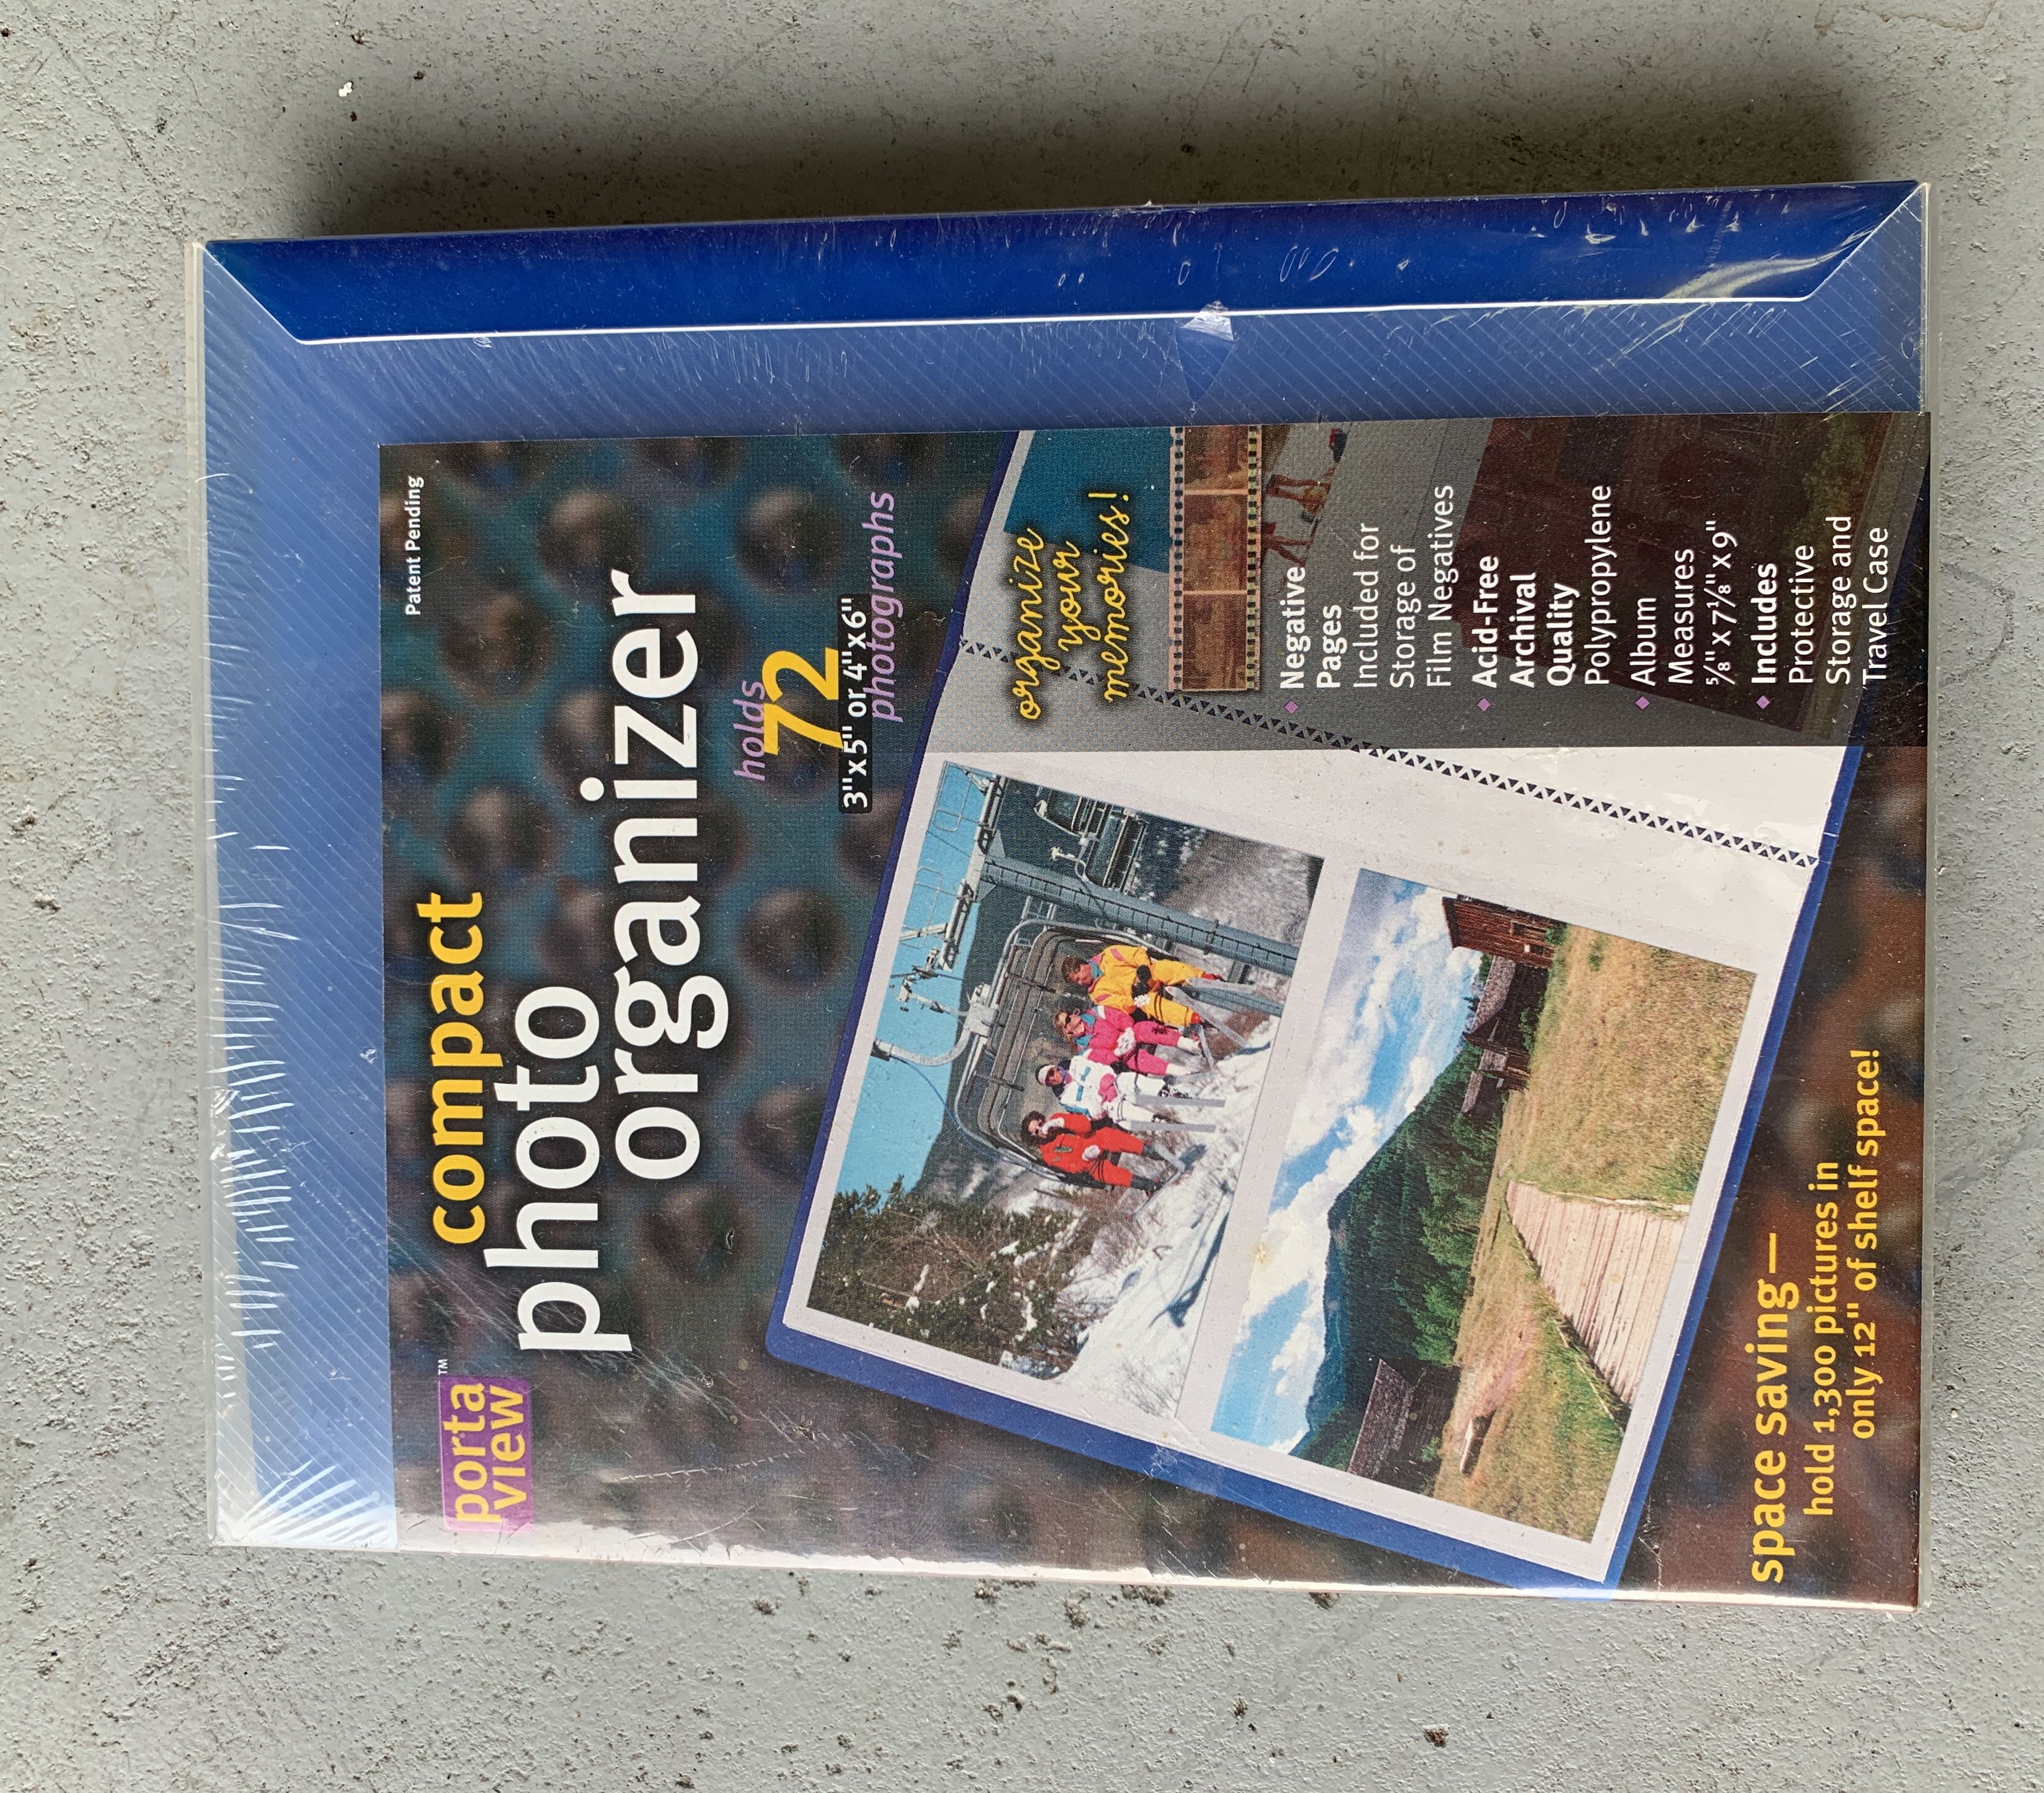 Patent Pending
porta
view™
compact
photo
organizer
holds
72
3"x5" or 4"x6"
photographs
organize
your
memories!
Negative
Pages
Included for
Storage of
Film Negatives
Acid-Free
Archival
Quality
Polypropylene
Album
Measures
5/8" x 7 1/8" x 9"
Includes
Protective
Storage and
Travel Case
space saving—
hold 1,300 pictures in
only 12" of shelf space!